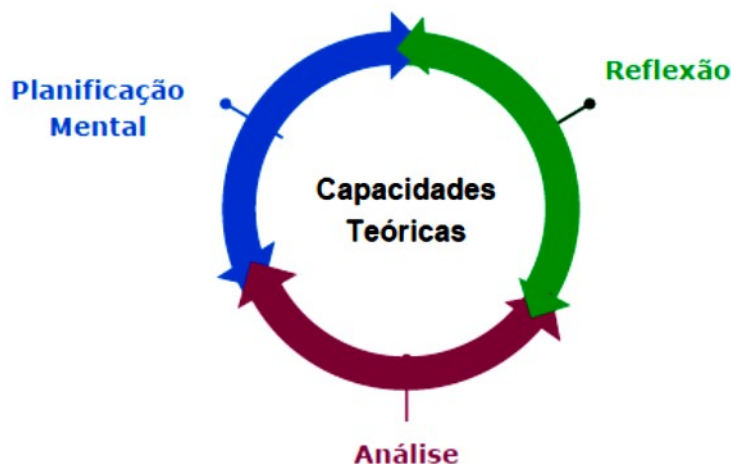 Planificação
Mental
Reflexão
Capacidades
Teóricas
Análise